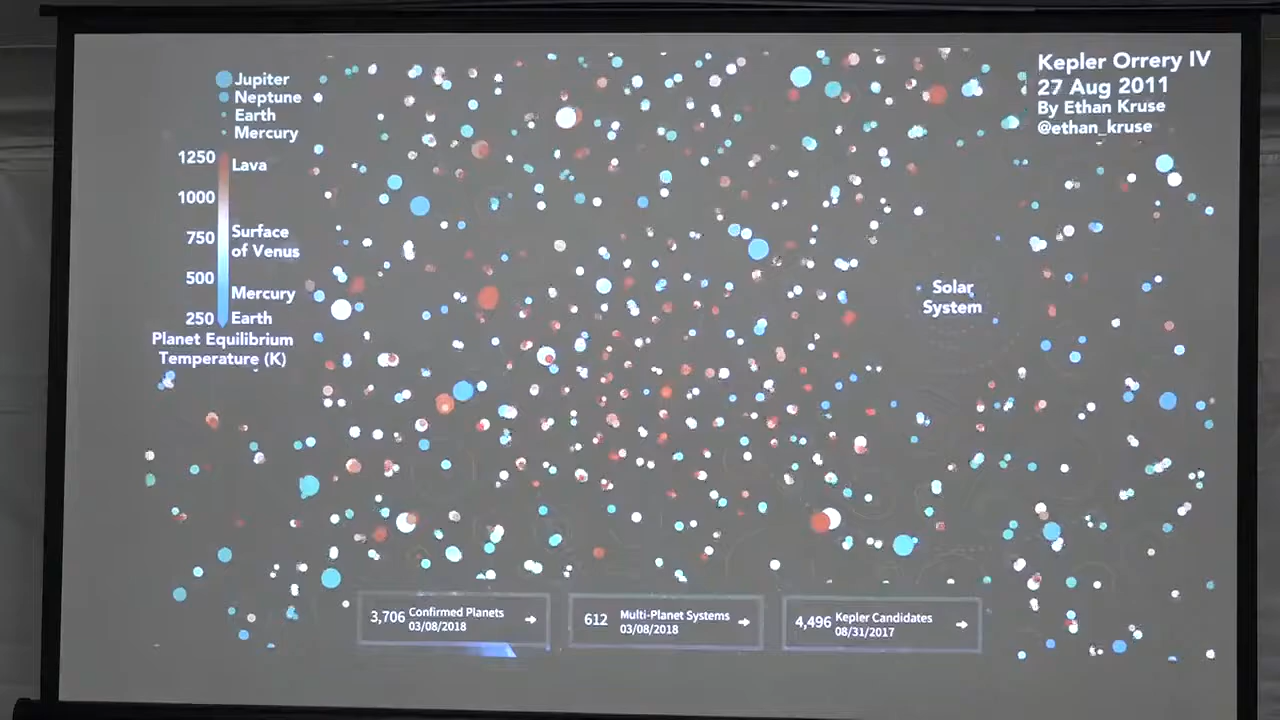 Jupiter
Neptune
Earth
Mercury
1250
Lava
1000
750
Surface
of Venus
500
Mercury
250
Earth
Planet Equilibrium
Temperature (K)
Kepler Orrery IV
27 Aug 2011
By Ethan Kruse
@ethan_kruse
Solar
System
3,706 Confirmed Planets
03/08/2018
612 Multi-Planet Systems
03/08/2018
4,496 Kepler Candidates
08/31/2017